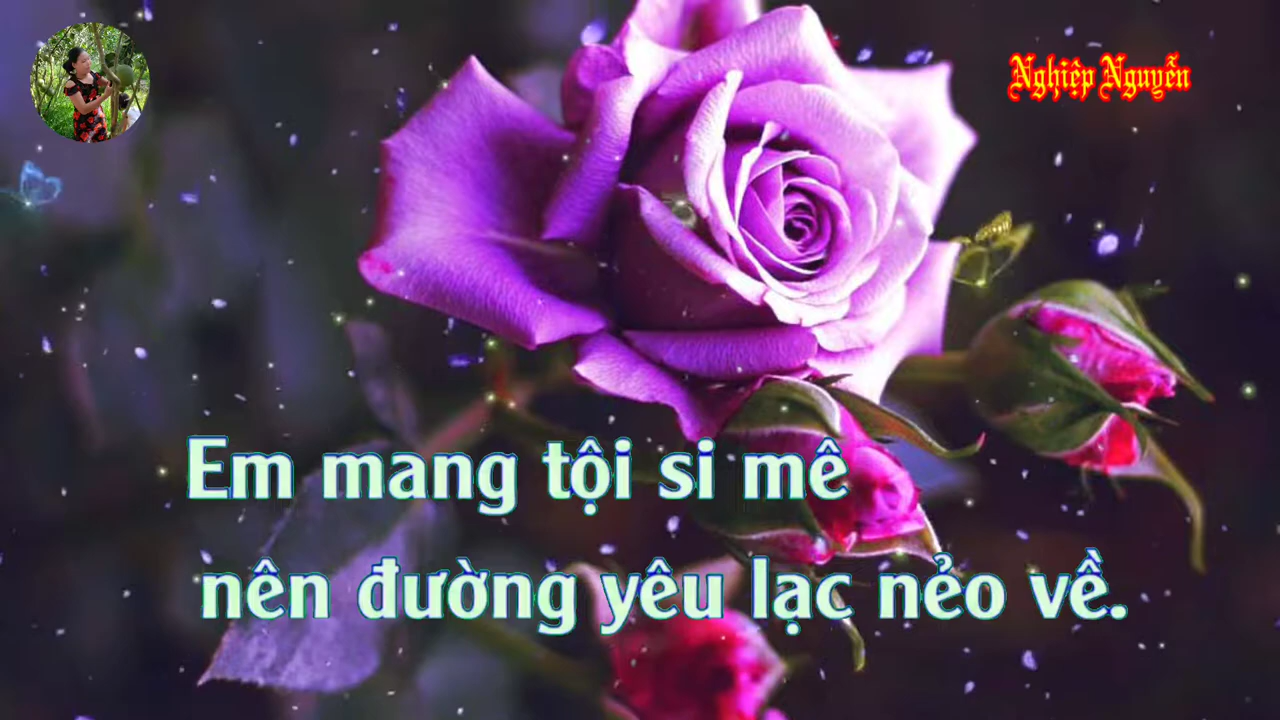 Nghiệp Nguyễn
Em mang tội si mê
nên đường yêu lạc nẻo về.